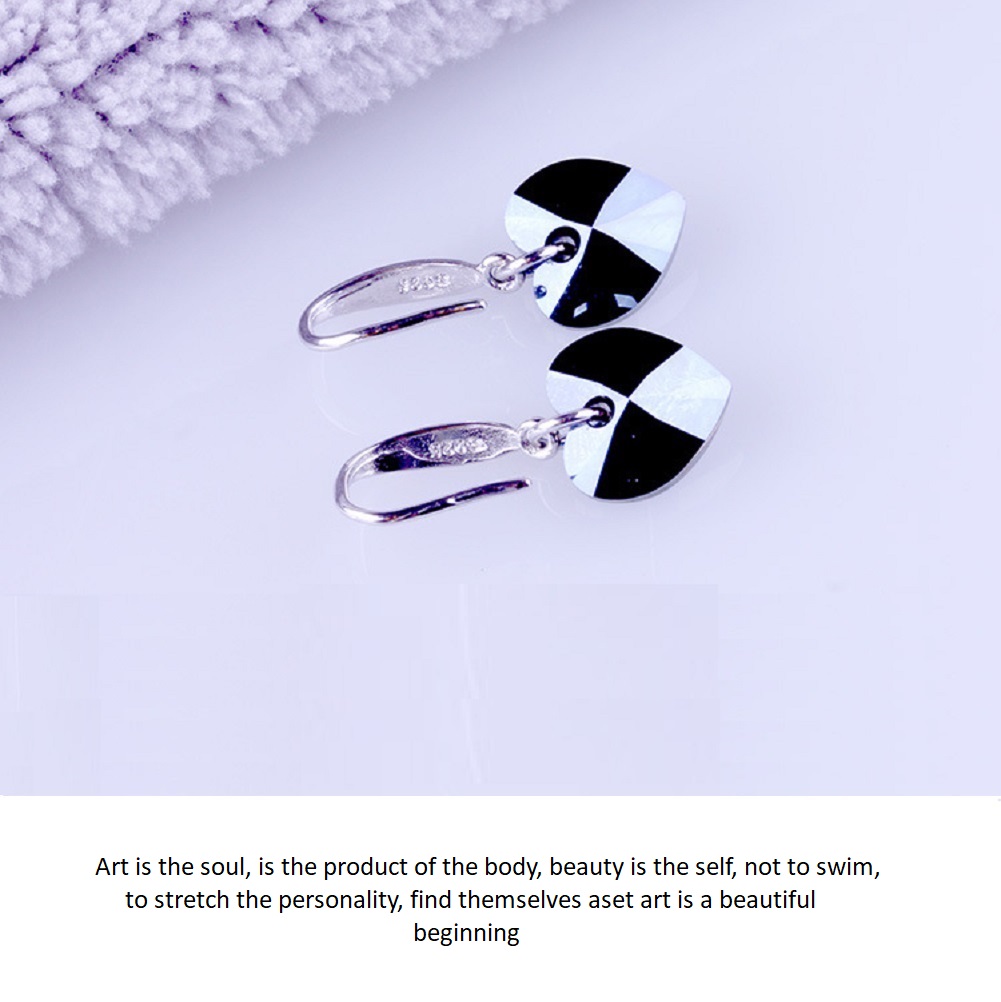 Art is the soul, is the product of the body, beauty is the self, not to swim,
to stretch the personality, find themselves aset art is a beautiful
beginning